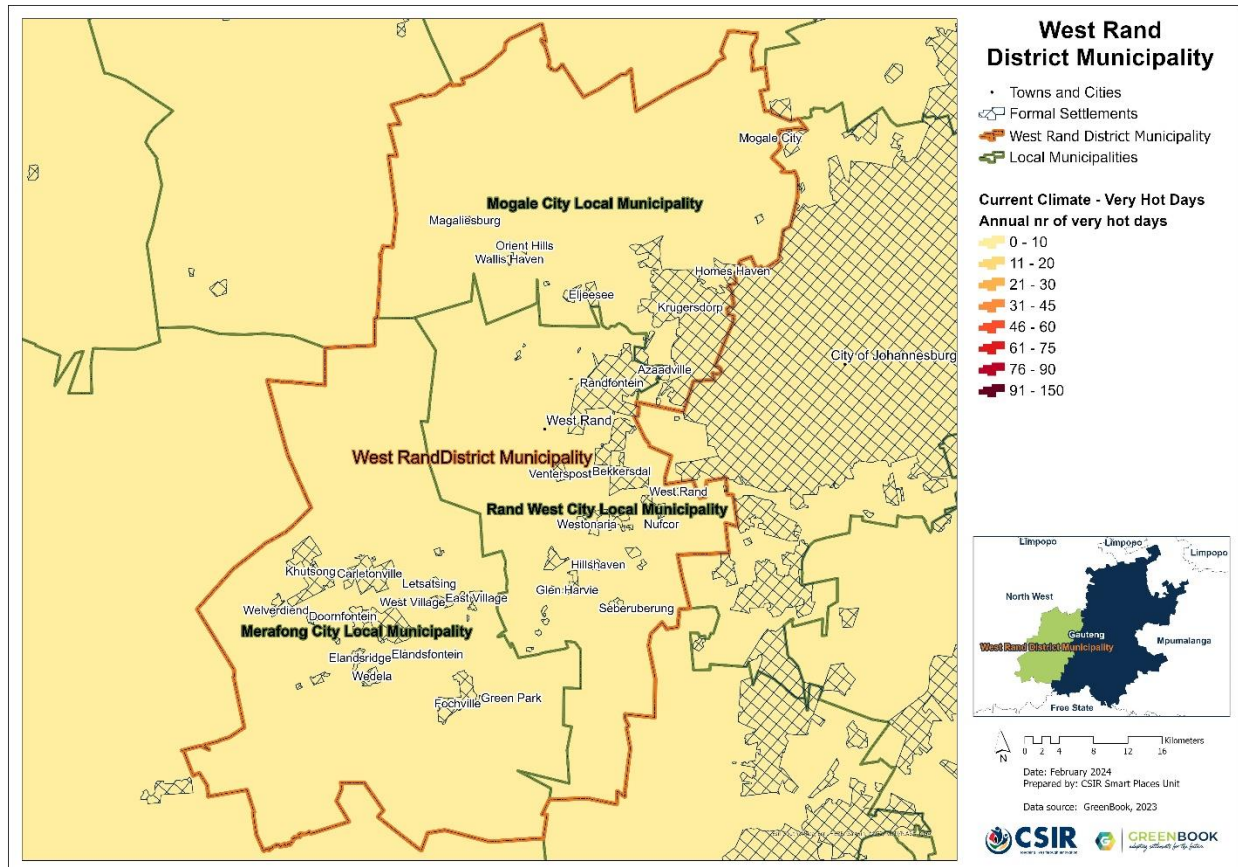 Mogale City
Mogale City Local Municipality
Magaliesburg
Orient Hills
Wallis Haven
Homes Haven
Eljeesee
Krugersdorp
City of Johannesburg
Azaadville
Randfontein
West Rand
West RandDistrict Municipality
Venterspost
Bekkersdal
West Rand
Rand West City Local Municipality
Westonaria
Nufcor
Hillshaven
Khutsong
Carletonville
Letsatsing
Glen Harvie
West Village
East Village
Seberuberung
Welverdiend
Doornfontein
Merafong City Local Municipality
Elandsridge
Elandsfontein
Wedela
Green Park
Fochville
West Rand
District Municipality
Towns and Cities
Formal Settlements
West Rand District Municipality
Local Municipalities
Current Climate - Very Hot Days
Annual nr of very hot days
0 - 10
11 - 20
21 - 30
31 - 45
46 - 60
61 - 75
76 - 90
91 - 150
Limpopo
Limpopo
Limpopo
North West
Gauteng
Mpumalanga
West Rand District Municipality
Free State
N
Kilometers
0 2 4 8 12 16
Date: February 2024
Prepared by: CSIR Smart Places Unit
Data source: GreenBook, 2023
CSIR
GREENBOOK
adapting settlements for the future